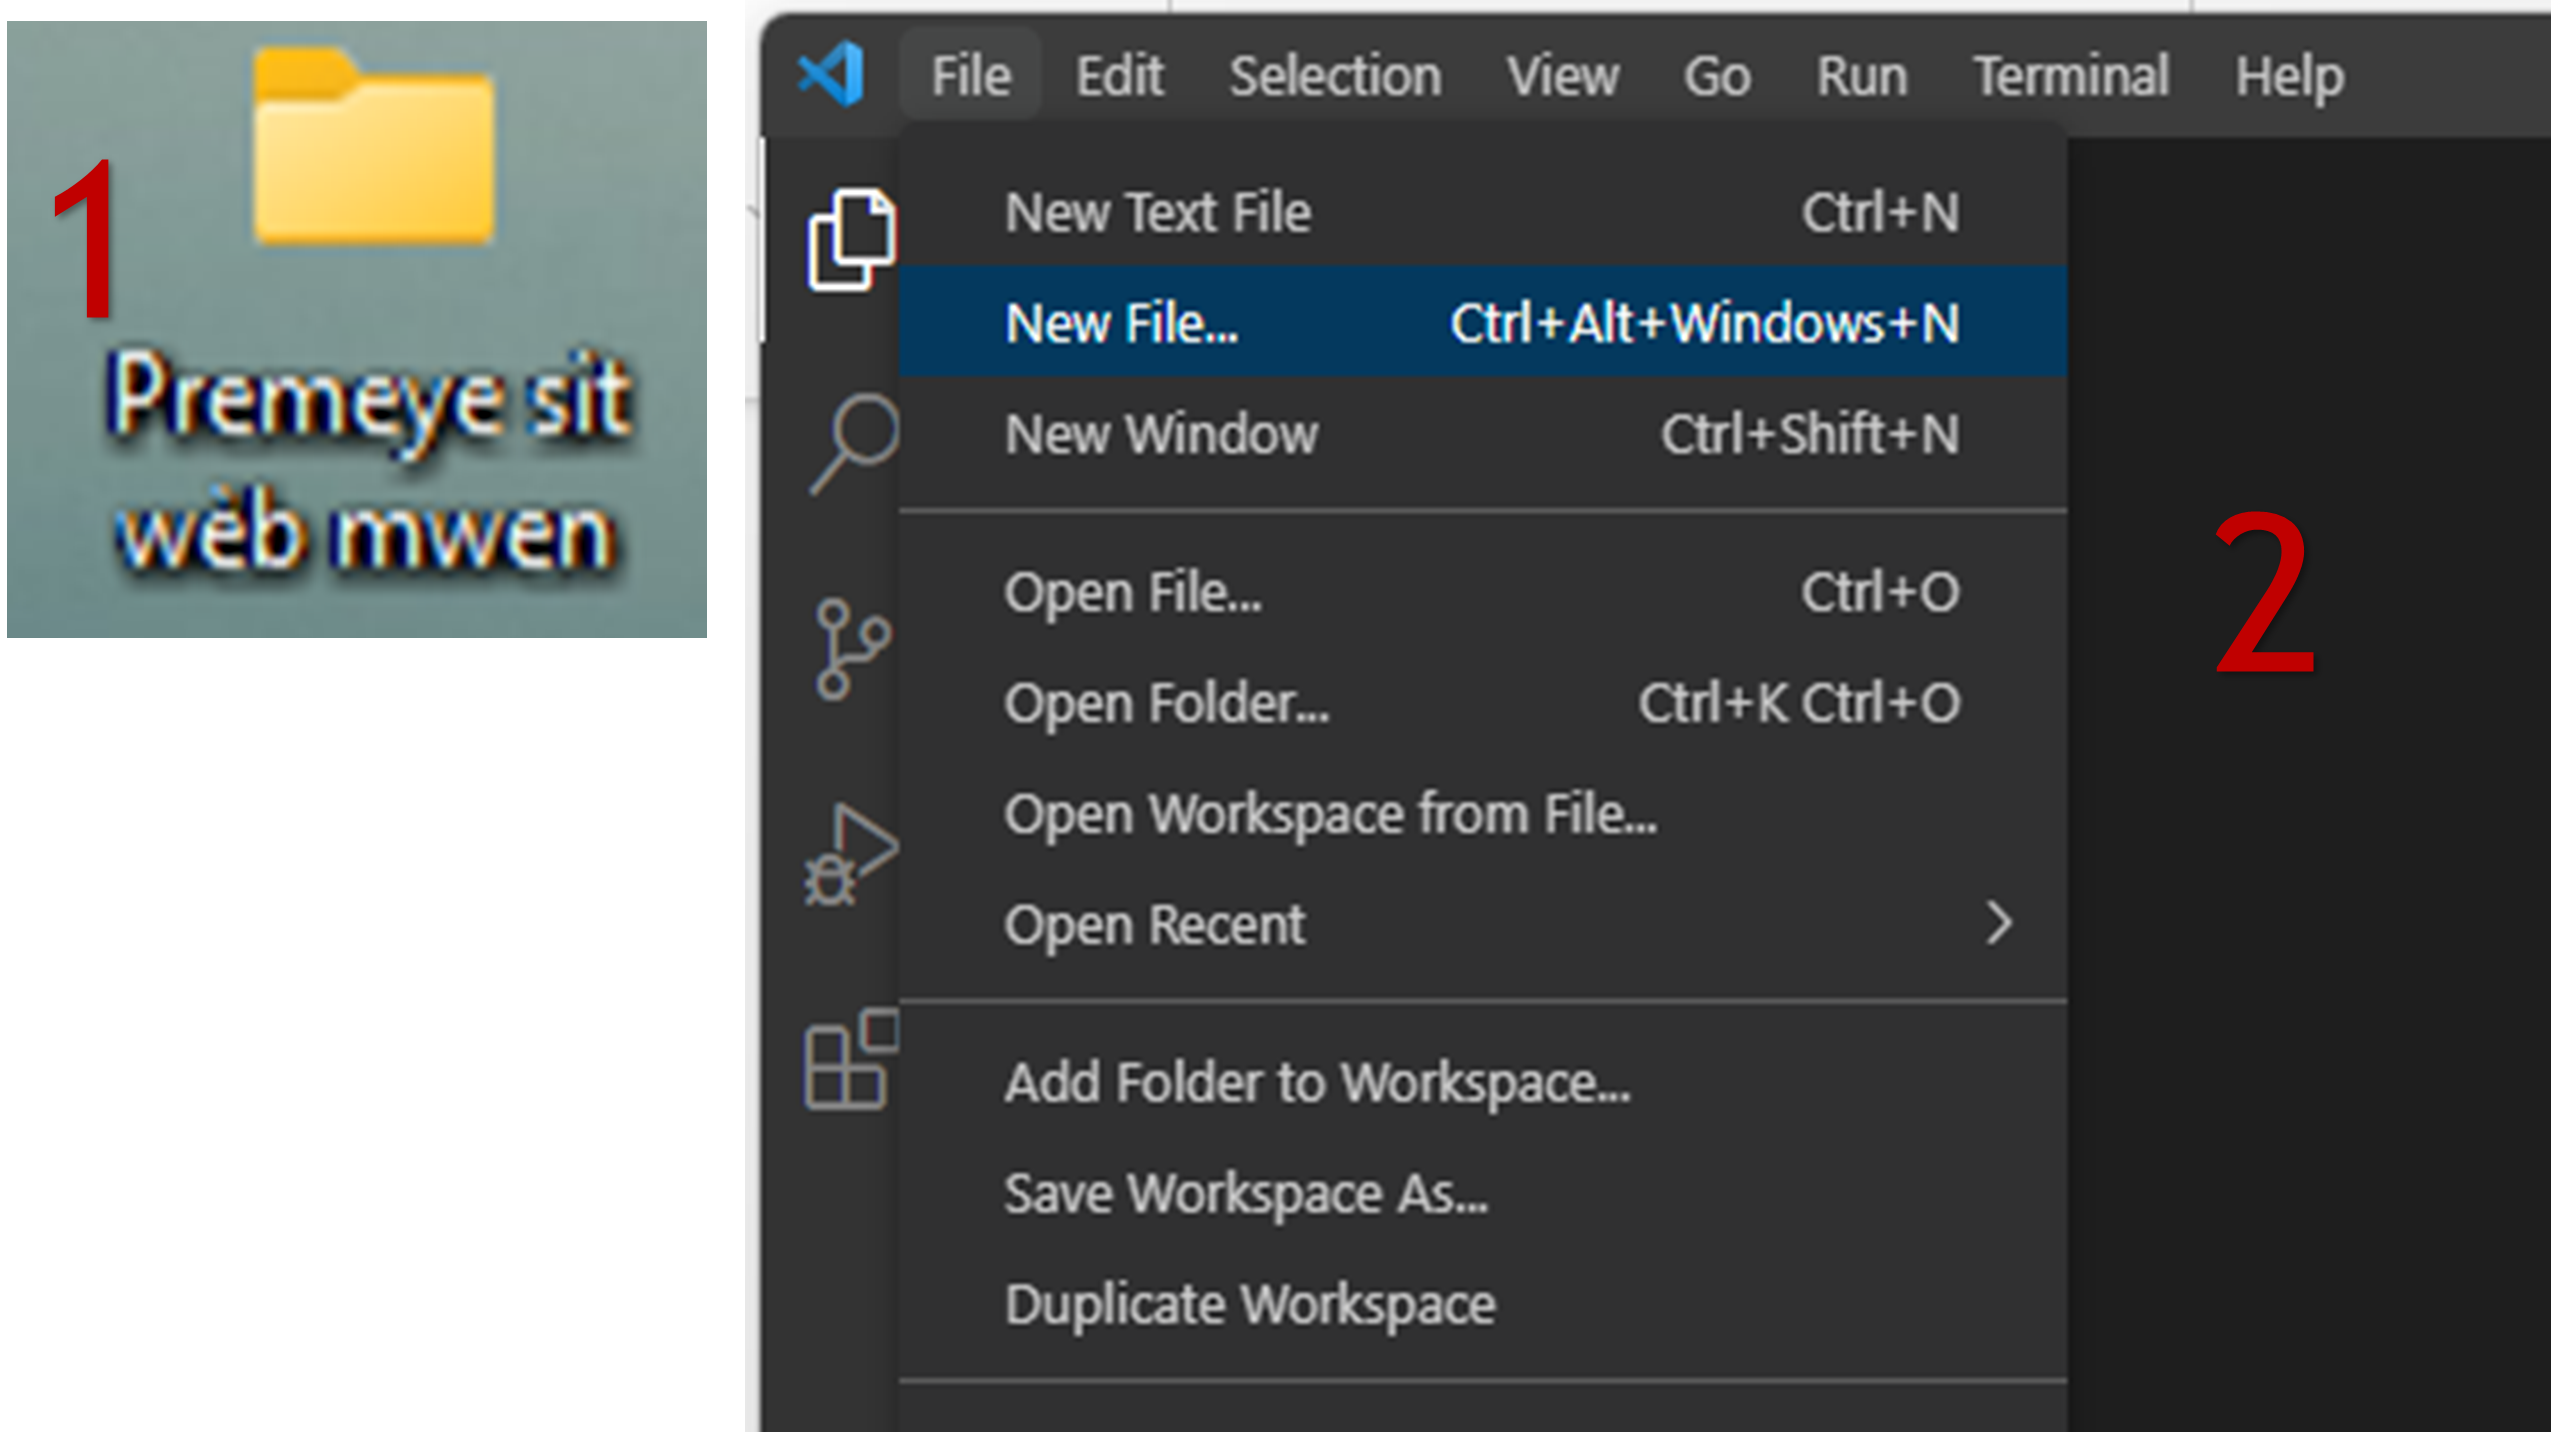 1
Premeye sit
wèb mwen
File Edit Selection View Go Run Terminal Help
New Text File Ctrl+N
New File... Ctrl+Alt+Windows+N
New Window Ctrl+Shift+N
2
Open File... Ctrl+O
Open Folder... Ctrl+K Ctrl+O
Open Workspace from File...
Open Recent
Add Folder to Workspace...
Save Workspace As...
Duplicate Workspace